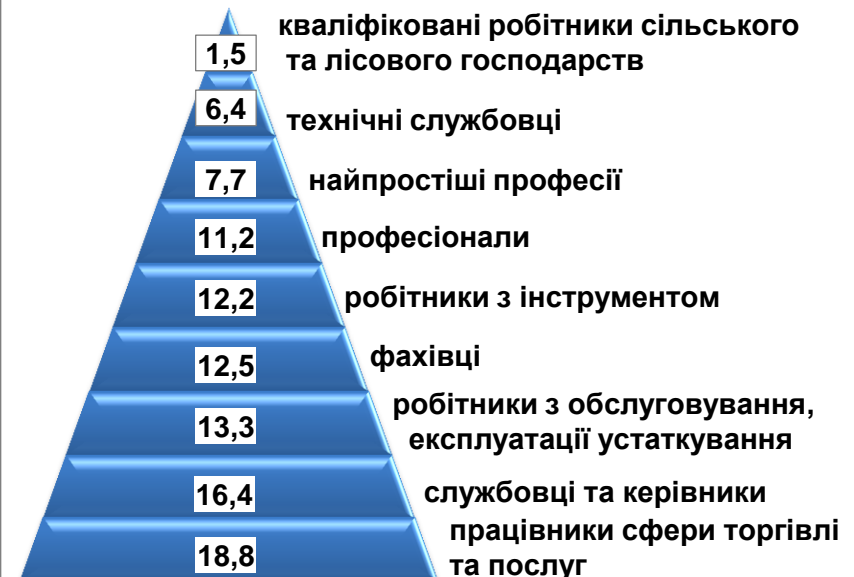 кваліфіковані робітники сільського
1,5 та лісового господарств
6,4 технічні службовці
7,7 найпростіші професії
11,2 професіонали
12,2 робітники з інструментом
12,5 фахівці
робітники з обслуговування,
13,3 експлуатації устаткування
16,4 службовці та керівники
працівники сфери торгівлі
18,8 та послуг